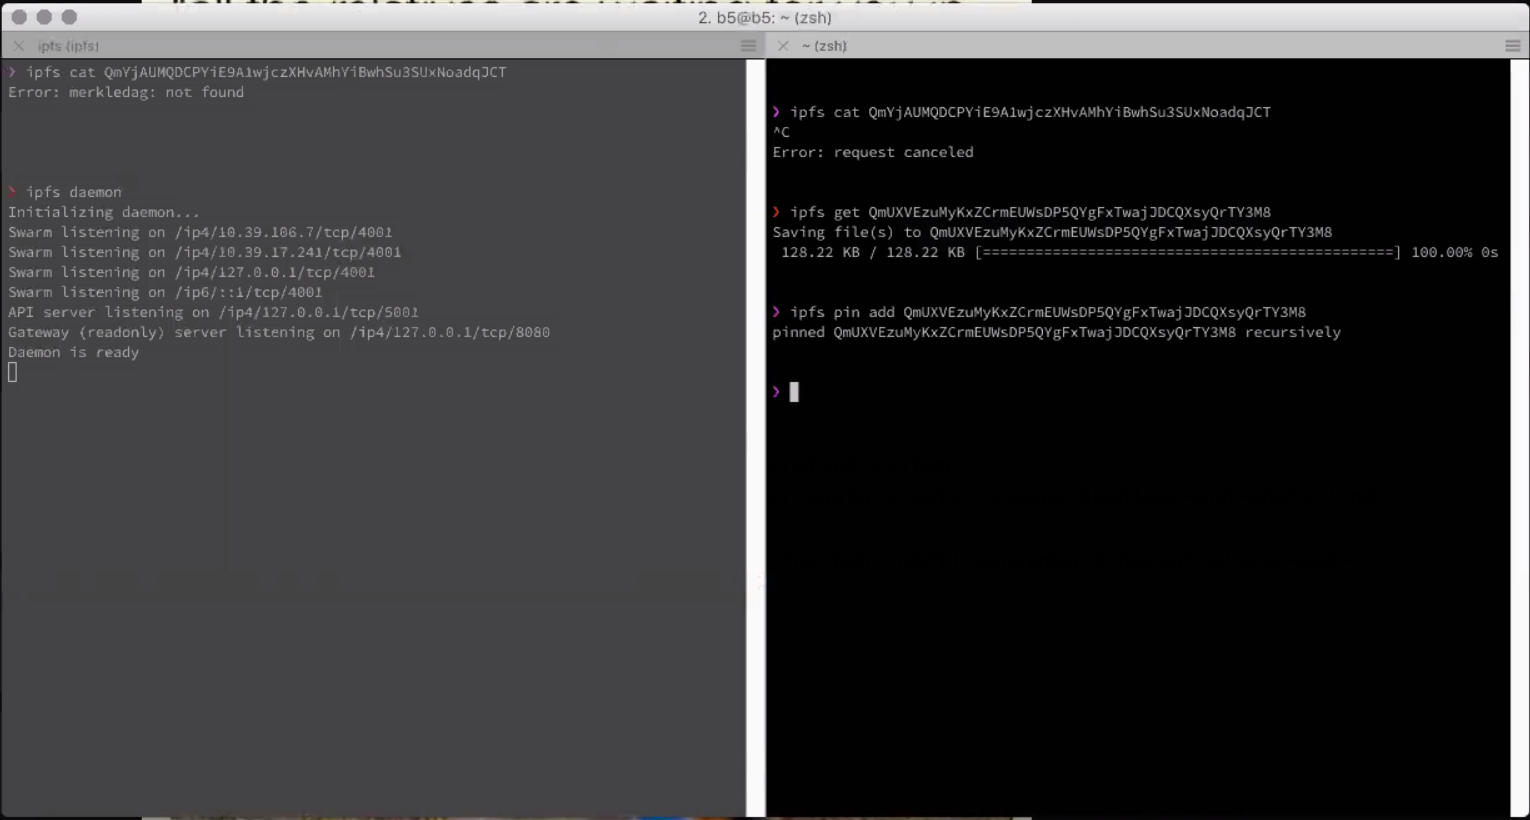 2. b5@b5: ~ (zsh)
ipfs (ipfs)
❯ ipfs cat QmYjAUMQDCPYiE9A1wjczXHvAMhYiBwhSu3SUxNoadqJCT
Error: merkledag: not found
❯ ipfs daemon
Initializing daemon...
Swarm listening on /ip4/10.39.106.7/tcp/4001
Swarm listening on /ip4/10.39.17.241/tcp/4001
Swarm listening on /ip4/127.0.0.1/tcp/4001
Swarm listening on /ip6/::1/tcp/4001
API server listening on /ip4/127.0.0.1/tcp/5001
Gateway (readonly) server listening on /ip4/127.0.0.1/tcp/8080
Daemon is ready
~ (zsh)
❯ ipfs cat QmYjAUMQDCPYiE9A1wjczXHvAMhYiBwhSu3SUxNoadqJCT
^C
Error: request canceled
❯ ipfs get QmUXVEzuMyKxZCrmEUWsDP5QYgFxTwajJDCQXsyQrTY3M8
Saving file(s) to QmUXVEzuMyKxZCrmEUWsDP5QYgFxTwajJDCQXsyQrTY3M8
128.22 KB / 128.22 KB [===============================================] 100.00% 0s
❯ ipfs pin add QmUXVEzuMyKxZCrmEUWsDP5QYgFxTwajJDCQXsyQrTY3M8
pinned QmUXVEzuMyKxZCrmEUWsDP5QYgFxTwajJDCQXsyQrTY3M8 recursively
❯